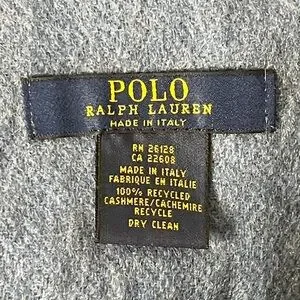 POLO
RALPH LAUREN
MADE IN ITALY
RN 26128
CA 22608
MADE IN ITALY
FABRIQUE EN ITALIE
100% RECYCLED
CASHMERE/CACHEMIRE
RECYCLE
DRY CLEAN